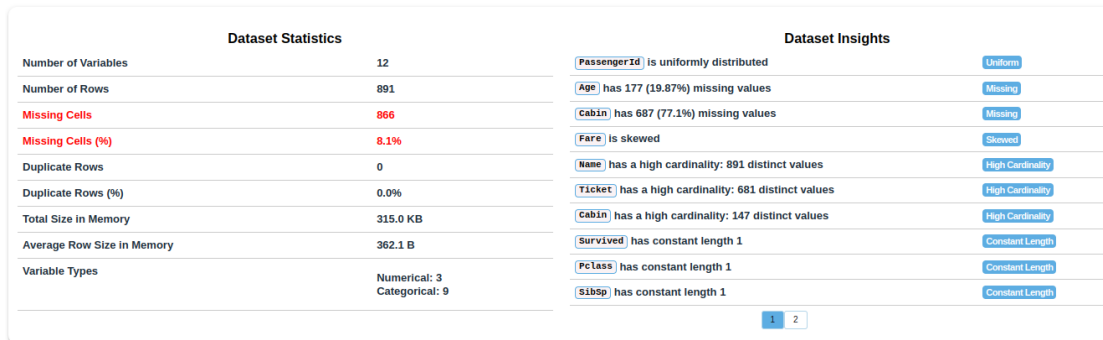 Dataset Statistics
Number of Variables 12
Number of Rows 891
Missing Cells 866
Missing Cells (%) 8.1%
Duplicate Rows 0
Duplicate Rows (%) 0.0%
Total Size in Memory 315.0 KB
Average Row Size in Memory 362.1 B
Variable Types Numerical: 3
Categorical: 9
Dataset Insights
PassengerId is uniformly distributed Uniform
Age has 177 (19.87%) missing values Missing
Cabin has 687 (77.1%) missing values Missing
Fare is skewed Skewed
Name has a high cardinality: 891 distinct values High Cardinality
Ticket has a high cardinality: 681 distinct values High Cardinality
Cabin has a high cardinality: 147 distinct values High Cardinality
Survived has constant length 1 Constant Length
Pclass has constant length 1 Constant Length
SibSp has constant length 1 Constant Length
1 2